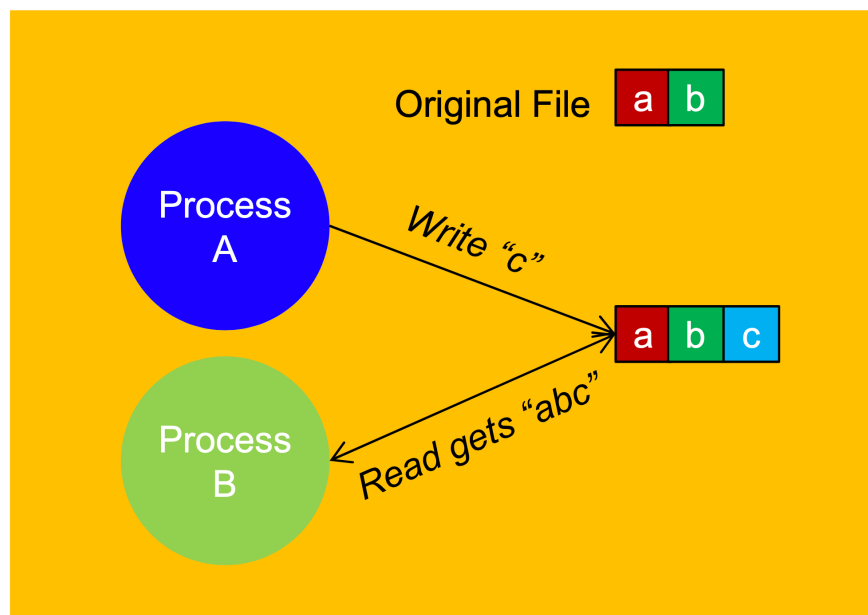 Original File
a b
Process
A
Write “c”
a b c
Process
B
Read gets “abc”